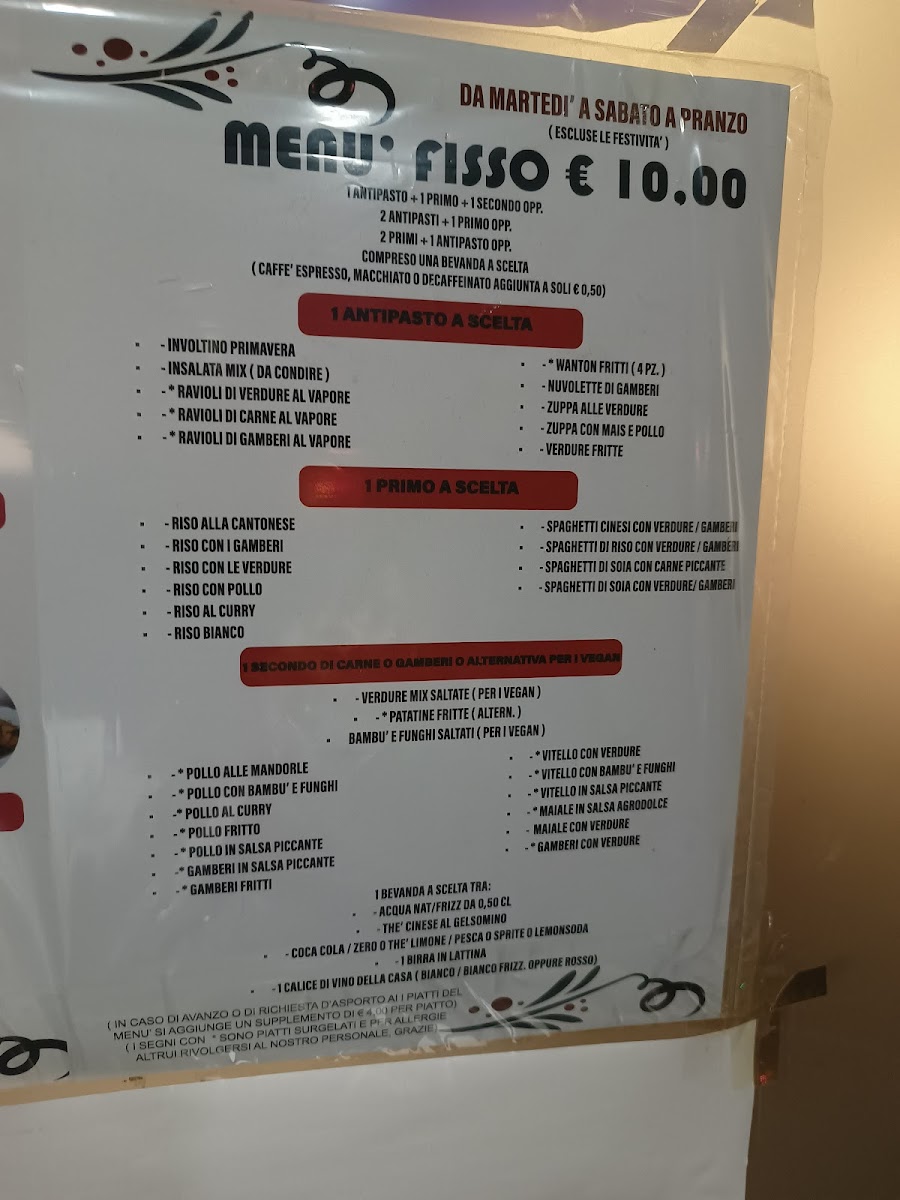 DA MARTEDI' A SABATO A PRANZO
( ESCLUSE LE FESTIVITA' )
MENU' FISSO € 10.00
1 ANTIPASTO + 1 PRIMO + 1 SECONDO OPP.
2 ANTIPASTI + 1 PRIMO OPP.
2 PRIMI + 1 ANTIPASTO OPP.
COMPRESO UNA BEVANDA A SCELTA
( CAFFE' ESPRESSO, MACCHIATO O DECAFFEINATO AGGIUNTA A SOLI € 0,50)
1 ANTIPASTO A SCELTA
- INVOLTINO PRIMAVERA
- INSALATA MIX ( DA CONDIRE )
- * RAVIOLI DI VERDURE AL VAPORE
- * RAVIOLI DI CARNE AL VAPORE
- * RAVIOLI DI GAMBERI AL VAPORE
- * WANTON FRITTI ( 4 PZ. )
- NUVOLETTE DI GAMBERI
- ZUPPA ALLE VERDURE
- ZUPPA CON MAIS E POLLO
- VERDURE FRITTE
1 PRIMO A SCELTA
- RISO ALLA CANTONESE
- RISO CON I GAMBERI
- RISO CON LE VERDURE
- RISO CON POLLO
- RISO AL CURRY
- RISO BIANCO
- SPAGHETTI CINESI CON VERDURE / GAMBERI
- SPAGHETTI DI RISO CON VERDURE / GAMBERI
- SPAGHETTI DI SOIA CON CARNE PICCANTE
- SPAGHETTI DI SOIA CON VERDURE/ GAMBERI
1 SECONDO DI CARNE O GAMBERI O ALTERNATIVA PER I VEGAN
- VERDURE MIX SALTATE ( PER I VEGAN )
- * PATATINE FRITTE ( ALTERN. )
BAMBU' E FUNGHI SALTATI ( PER I VEGAN )
- * POLLO ALLE MANDORLE
- * POLLO CON BAMBU' E FUNGHI
- * POLLO AL CURRY
- * POLLO FRITTO
- * POLLO IN SALSA PICCANTE
- * GAMBERI IN SALSA PICCANTE
- * GAMBERI FRITTI
- * VITELLO CON VERDURE
- * VITELLO CON BAMBU' E FUNGHI
- * VITELLO IN SALSA PICCANTE
- * MAIALE IN SALSA AGRODOLCE
- MAIALE CON VERDURE
- * GAMBERI CON VERDURE
1 BEVANDA A SCELTA TRA:
- ACQUA NAT/FRIZZ DA 0,50 CL
- THE' CINESE AL GELSOMINO
- COCA COLA / ZERO O THE' LIMONE / PESCA O SPRITE O LEMONSODA
- 1 BIRRA IN LATTINA
- 1 CALICE DI VINO DELLA CASA ( BIANCO / BIANCO FRIZZ. OPPURE ROSSO)
( IN CASO DI AVANZO O DI RICHIESTA D'ASPORTO AI I PIATTI DEL
MENU' SI AGGIUNGE UN SUPPLEMENTO DI € 4,00 PER PIATTO)
( I SEGNI CON * SONO PIATTI SURGELATI E PER ALLERGIE
ALTRUI RIVOLGERSI AL NOSTRO PERSONALE, GRAZIE)